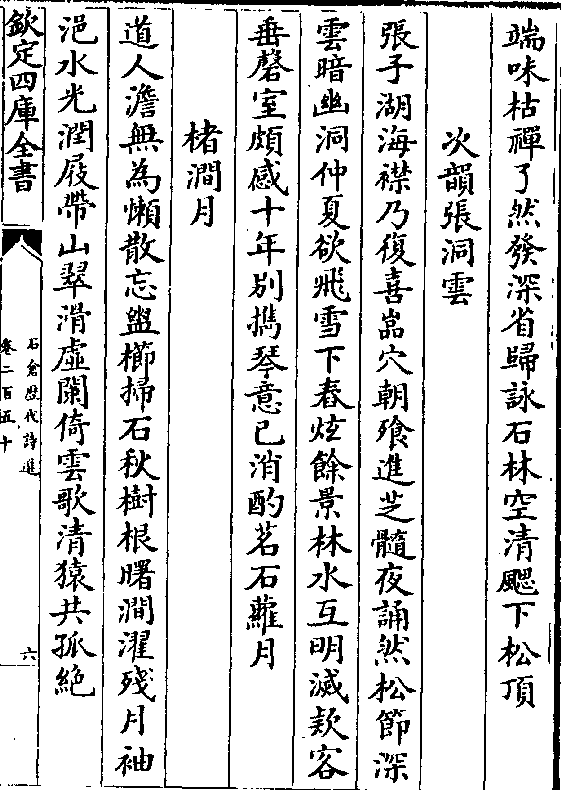 端味枯禪了然發深省歸詠石林空清颸下松頂
次韻張洞雲
張子湖海襟乃復喜嵓穴朝飱進芝髓夜誦然松節深
雲暗幽洞仲夏欲飛雪下舂炫餘景林水互明滅欵客
垂磬室頗感十年别攜琴意已消酌茗石蘿月
楮澗月
道人澹無為懶散忘盥櫛掃石秋樹根曙澗濯殘月袖
浥水光潤屐帶山翠滑虛闌倚雲歌清猿共孤絶
欽定四庫全書
石倉歴代詩選
卷二百五十
六